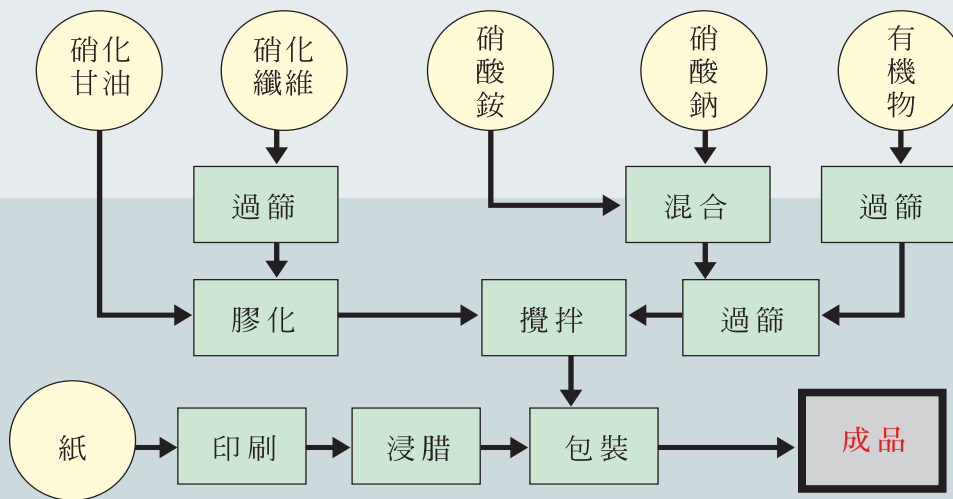 硝化
甘油
硝化
纖維
硝酸銨
硝酸鈉
有機物
過篩
混合
過篩
膠化
攪拌
過篩
紙
印刷
浸腊
包裝
成品